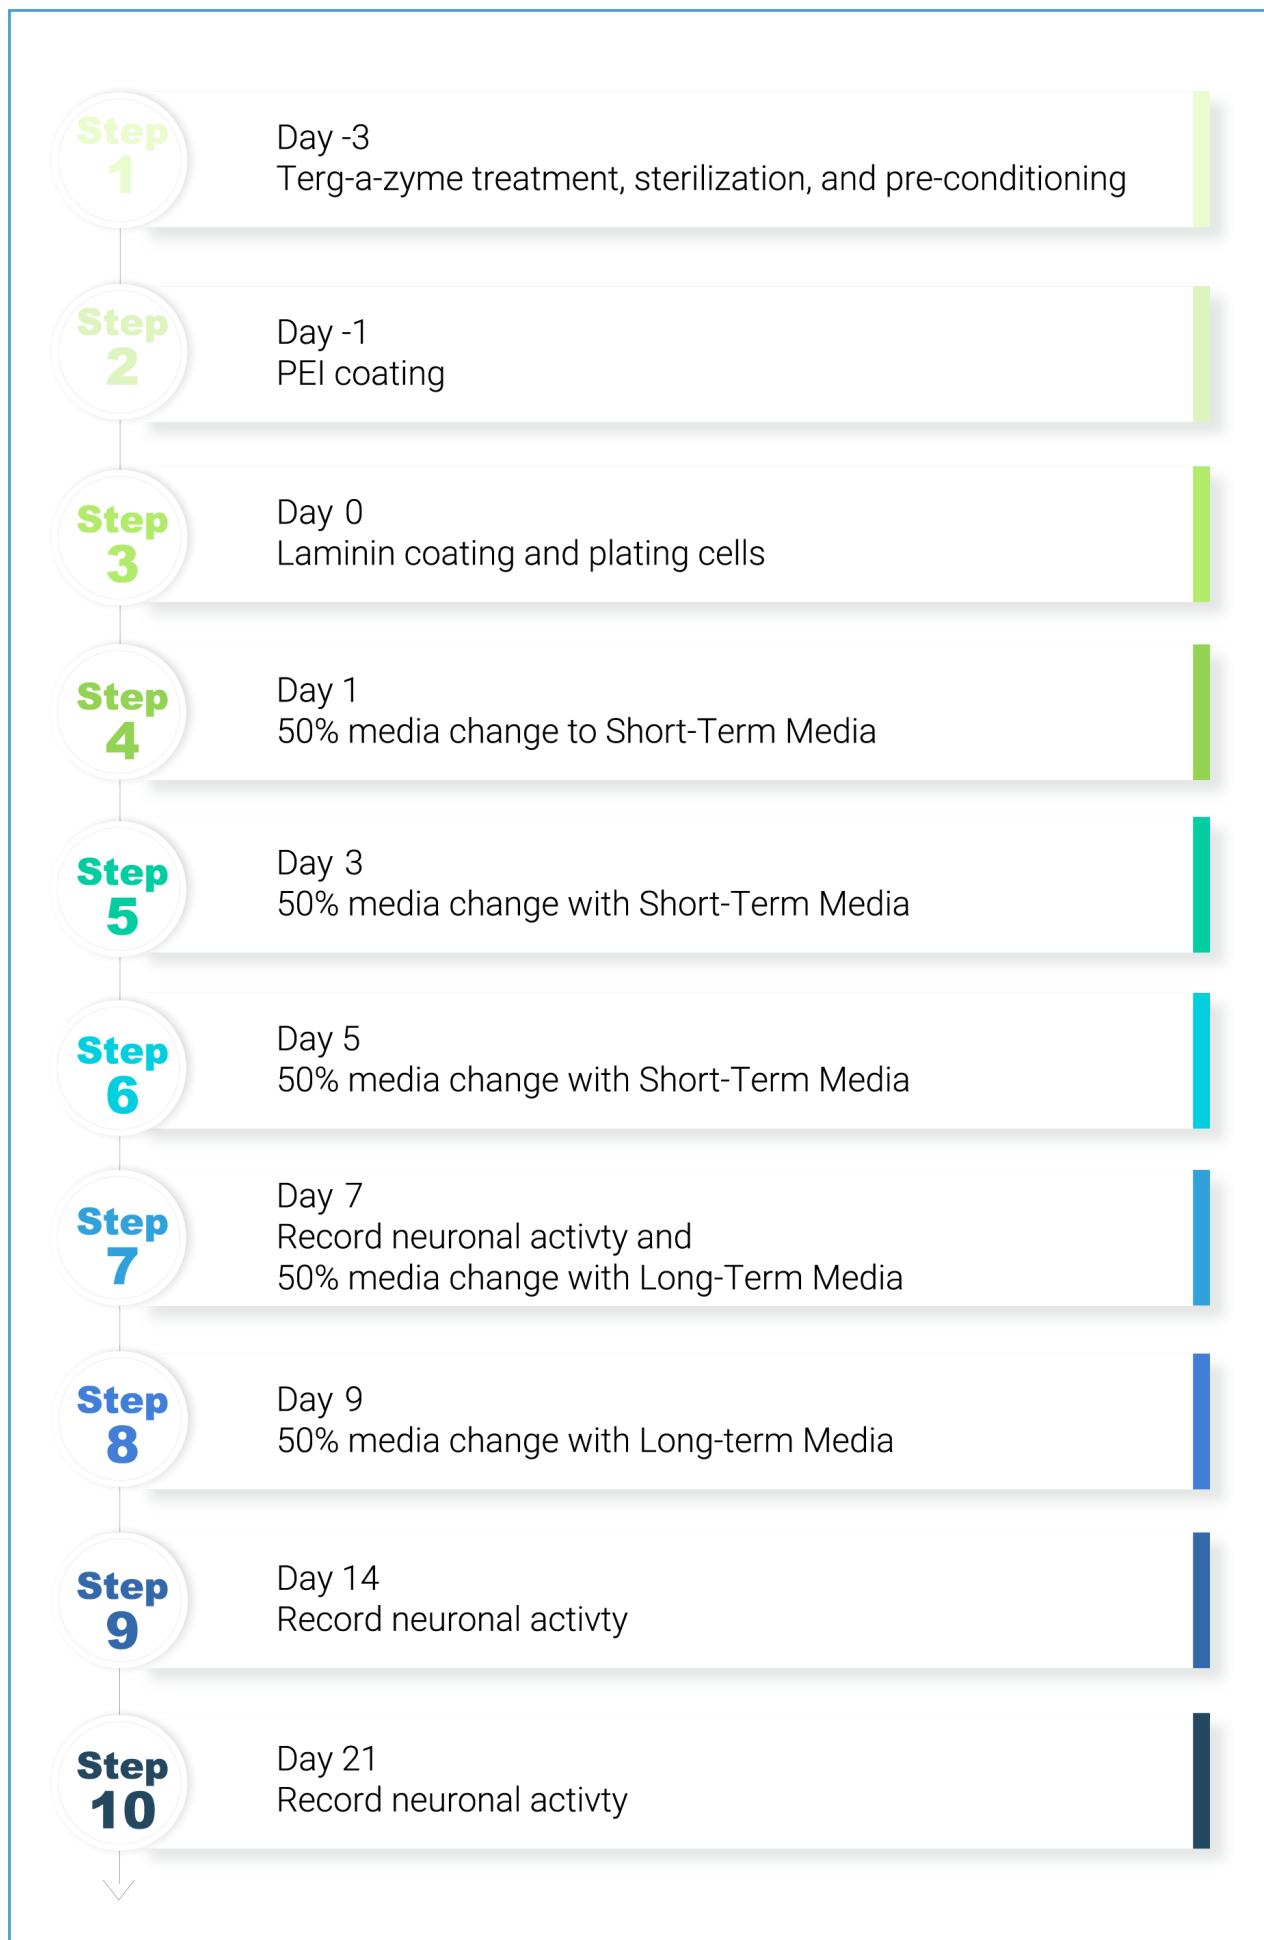 Step
1
Day -3
Terg-a-zyme treatment, sterilization, and pre-conditioning
Step
2
Day -1
PEI coating
Step
3
Day 0
Laminin coating and plating cells
Step
4
Day 1
50% media change to Short-Term Media
Step
5
Day 3
50% media change with Short-Term Media
Step
6
Day 5
50% media change with Short-Term Media
Step
7
Day 7
Record neuronal activty and
50% media change with Long-Term Media
Step
8
Day 9
50% media change with Long-term Media
Step
9
Day 14
Record neuronal activty
Step
10
Day 21
Record neuronal activty